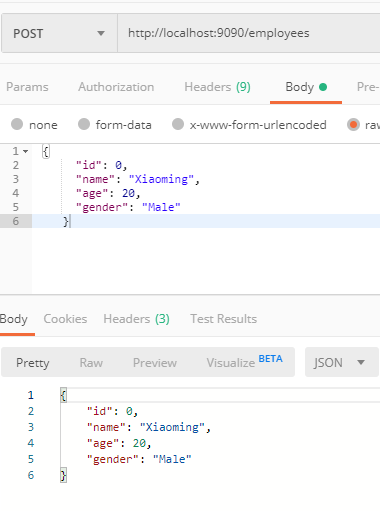 POST http://localhost:9090/employees
Params Authorization Headers (9) Body Pre-
none form-data x-www-form-urlencoded raw
1 {
2 "id": 0,
3 "name": "Xiaoming",
4 "age": 20,
5 "gender": "Male"
6 }
Body Cookies Headers (3) Test Results
Pretty Raw Preview Visualize BETA JSON
1 {
2 "id": 0,
3 "name": "Xiaoming",
4 "age": 20,
5 "gender": "Male"
6 }